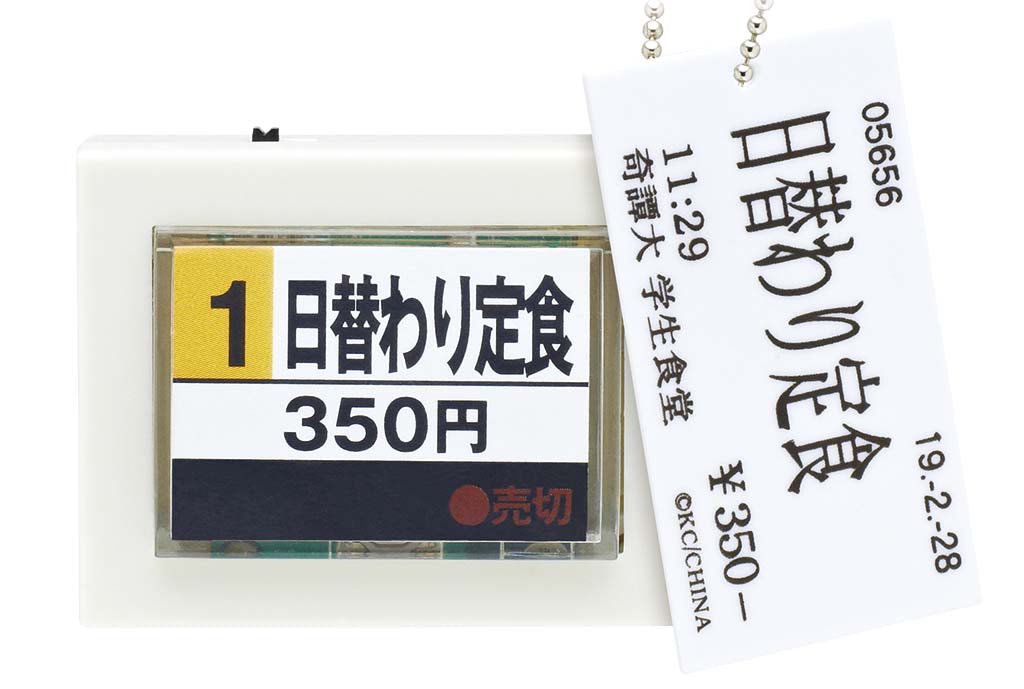 1 日替わり定食
350円
●売切
05656
19.-2.-28
日替わり定食
11:29
¥350−
奇譚大 学生食堂
©KC/CHINA